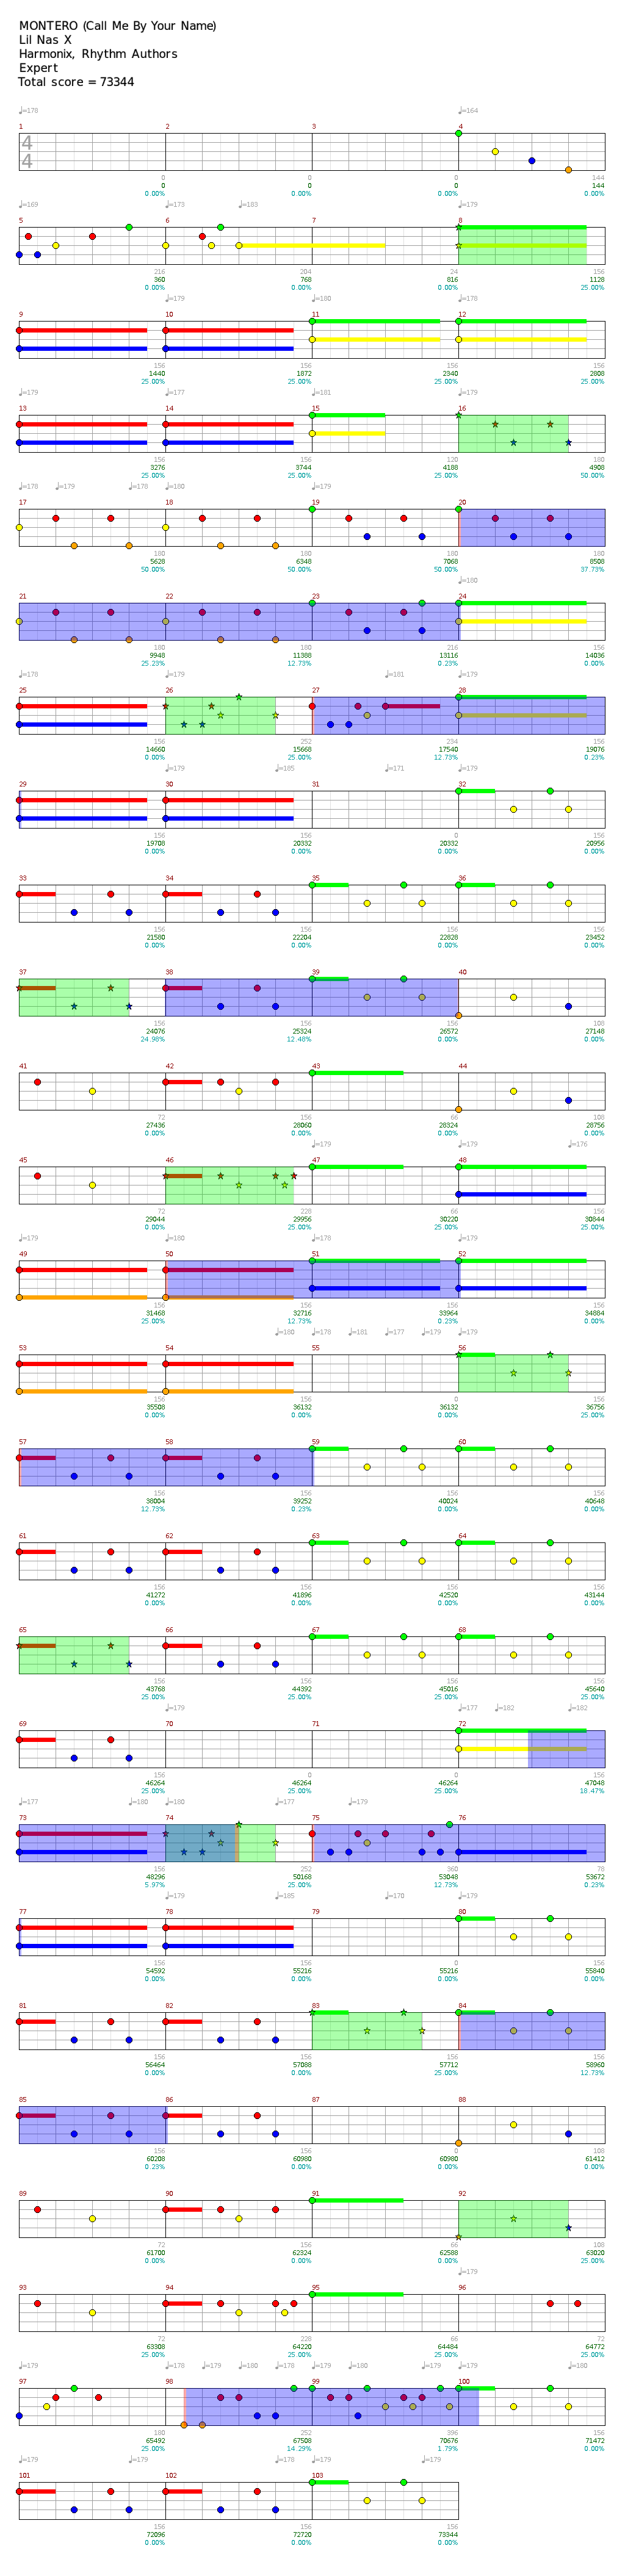 MONTERO (Call Me By Your Name)
Lil Nas X
Harmonix, Rhythm Authors
Expert
Total score = 73344
♩=178 ♩=164
1 2 3 4
4
4
0 0 0 144
0 0 0 144
0.00% 0.00% 0.00% 0.00%
♩=169 ♩=173 ♩=183 ♩=179
5 6 7 8
216 204 24 156
360 768 816 1128
0.00% 0.00% 0.00% 25.00%
♩=179 ♩=180 ♩=178
9 10 11 12
156 156 156 156
1440 1872 2340 2808
25.00% 25.00% 25.00% 25.00%
♩=179 ♩=177 ♩=181 ♩=179
13 14 15 16
156 156 120 180
3276 3744 4188 4908
25.00% 25.00% 25.00% 50.00%
♩=178 ♩=179 ♩=178 ♩=180 ♩=179
17 18 19 20
180 180 180 180
5628 6348 7068 8508
50.00% 50.00% 50.00% 37.73%
♩=180
21 22 23 24
180 180 216 156
9948 11388 13116 14036
25.23% 12.73% 0.23% 0.00%
♩=178 ♩=179 ♩=181 ♩=179
25 26 27 28
156 252 234 156
14660 15668 17540 19076
0.00% 25.00% 12.73% 0.23%
♩=179 ♩=185 ♩=171 ♩=179
29 30 31 32
156 156 0 156
19708 20332 20332 20956
0.00% 0.00% 0.00% 0.00%
33 34 35 36
156 156 156 156
21580 22204 22828 23452
0.00% 0.00% 0.00% 0.00%
37 38 39 40
156 156 156 108
24076 25324 26572 27148
24.98% 12.48% 0.00% 0.00%
41 42 43 44
72 156 66 108
27436 28060 28324 28756
0.00% 0.00% 0.00% 0.00%
♩=179 ♩=179 ♩=176
45 46 47 48
72 228 66 156
29044 29956 30220 30844
0.00% 25.00% 25.00% 25.00%
♩=179 ♩=180 ♩=178 ♩=179
49 50 51 52
156 156 156 156
31468 32716 33964 34884
25.00% 12.73% 0.23% 0.00%
♩=180 ♩=178 ♩=181 ♩=177 ♩=179 ♩=179
53 54 55 56
156 156 0 156
35508 36132 36132 36756
0.00% 0.00% 0.00% 25.00%
57 58 59 60
156 156 156 156
38004 39252 40024 40648
12.73% 0.23% 0.00% 0.00%
61 62 63 64
156 156 156 156
41272 41896 42520 43144
0.00% 0.00% 0.00% 0.00%
65 66 67 68
156 156 156 156
43768 44392 45016 45640
25.00% 25.00% 25.00% 25.00%
♩=179 ♩=177 ♩=182 ♩=182
69 70 71 72
156 0 0 156
46264 46264 46264 47048
25.00% 25.00% 25.00% 18.47%
♩=177 ♩=180 ♩=180 ♩=177 ♩=179
73 74 75 76
156 252 360 78
48296 50168 53048 53672
5.97% 25.00% 12.73% 0.23%
♩=179 ♩=185 ♩=170 ♩=179
77 78 79 80
156 156 0 156
54592 55216 55216 55840
0.00% 0.00% 0.00% 0.00%
81 82 83 84
156 156 156 156
56464 57088 57712 58960
0.00% 0.00% 25.00% 12.73%
85 86 87 88
156 156 0 108
60208 60980 60980 61412
0.23% 0.00% 0.00% 0.00%
89 90 91 92
72 156 66 108
61700 62324 62588 63020
0.00% 0.00% 0.00% 25.00%
♩=179
93 94 95 96
72 228 66 72
63308 64220 64484 64772
25.00% 25.00% 25.00% 25.00%
♩=179 ♩=178 ♩=179 ♩=180 ♩=178 ♩=179 ♩=180 ♩=179 ♩=180
97 98 99 100
180 252 396 156
65492 67508 70676 71472
25.00% 14.29% 1.79% 0.00%
♩=179 ♩=179 ♩=178 ♩=179 ♩=179
101 102 103
156 156 156
72096 72720 73344
0.00% 0.00% 0.00%